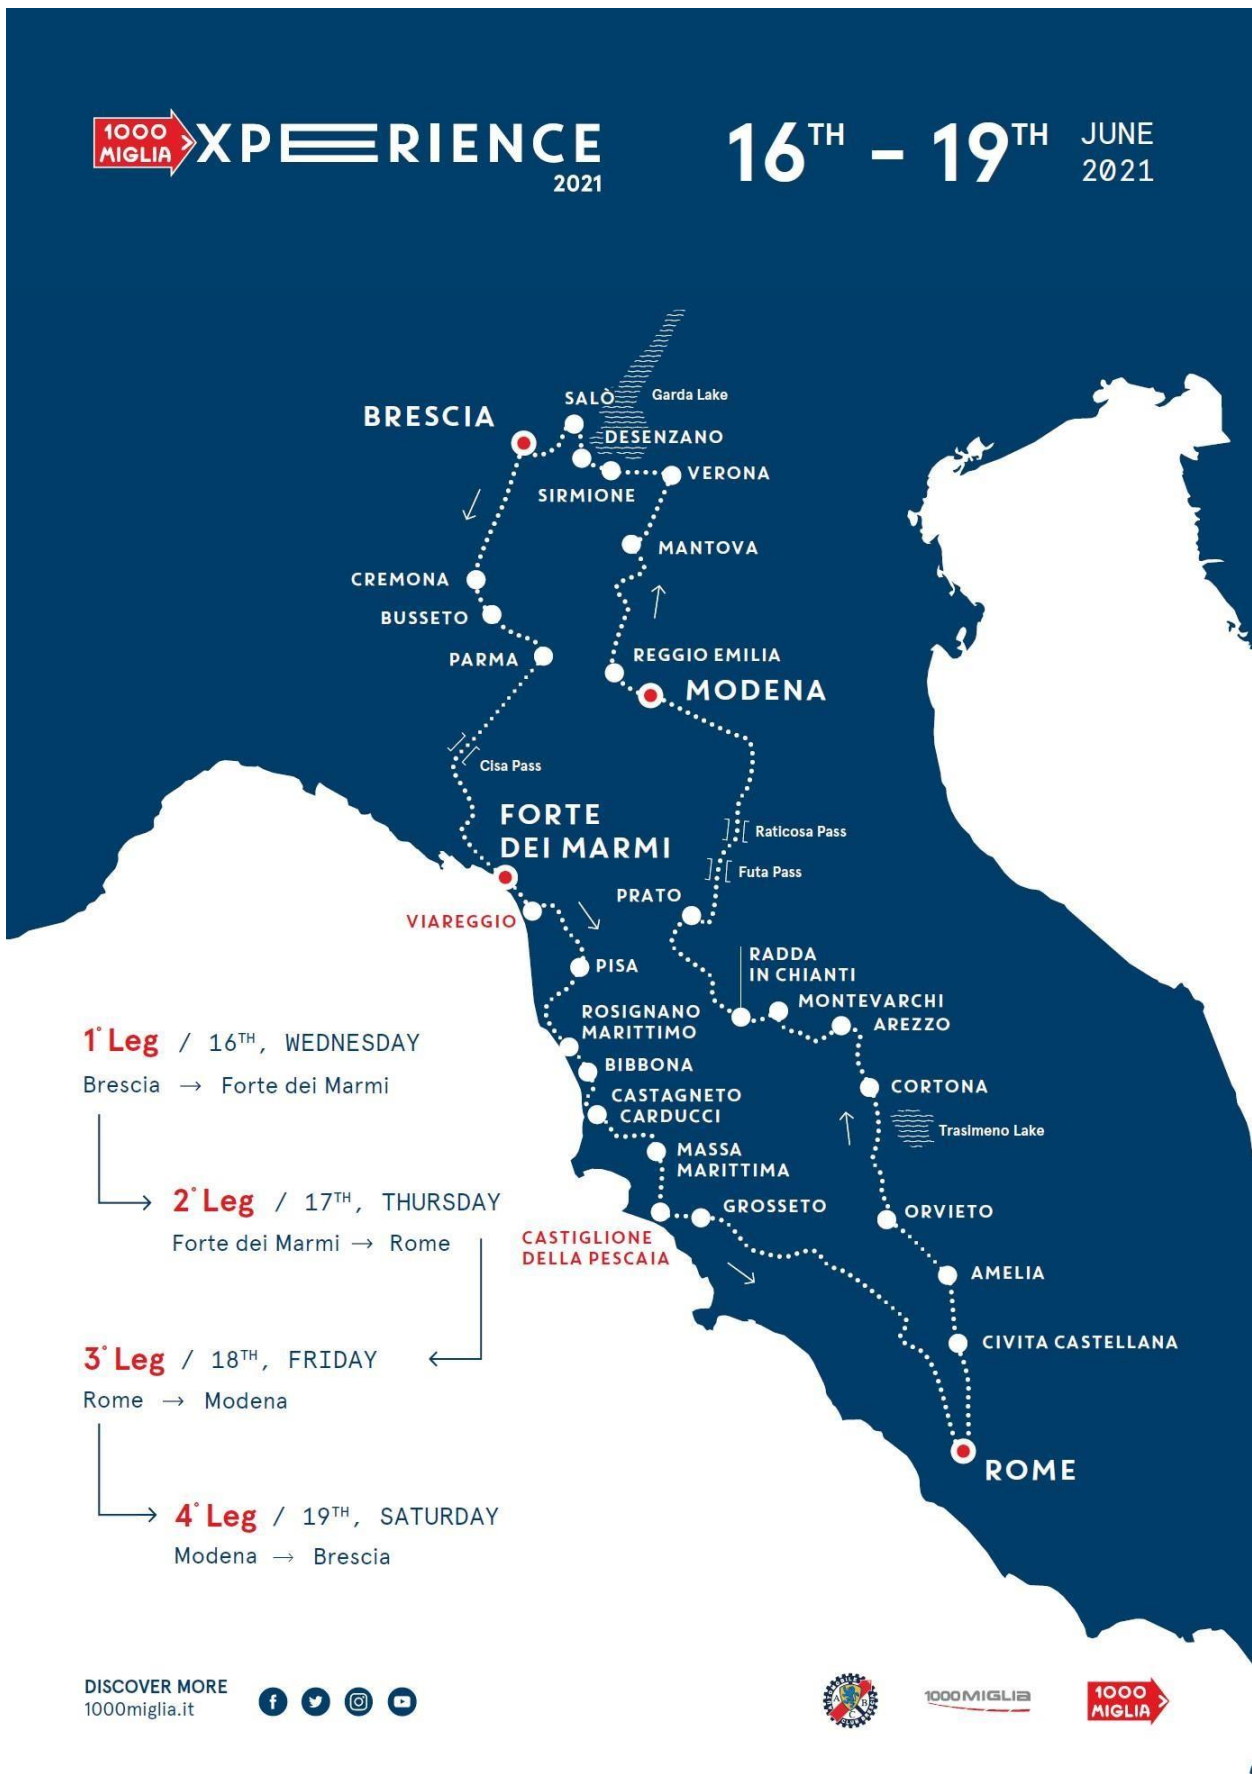 1000
MIGLIA
XPERIENCE
2021
16TH – 19TH
JUNE
2021
SALÒ
Garda Lake
BRESCIA
DESENZANO
VERONA
SIRMIONE
MANTOVA
CREMONA
BUSSETO
PARMA
REGGIO EMILIA
MODENA
Cisa Pass
FORTE
DEI MARMI
Raticosa Pass
Futa Pass
PRATO
VIAREGGIO
RADDA
IN CHIANTI
PISA
MONTEVARCHI
ROSIGNANO
MARITTIMO
AREZZO
BIBBONA
CORTONA
CASTAGNETO
CARDUCCI
Trasimeno Lake
MASSA
MARITTIMA
GROSSETO
ORVIETO
CASTIGLIONE
DELLA PESCAIA
AMELIA
CIVITA CASTELLANA
ROME
1° Leg / 16TH, WEDNESDAY
Brescia → Forte dei Marmi
2° Leg / 17TH, THURSDAY
Forte dei Marmi → Rome
3° Leg / 18TH, FRIDAY
Rome → Modena
4° Leg / 19TH, SATURDAY
Modena → Brescia
DISCOVER MORE
1000miglia.it
1000MIGLIA
1000
MIGLIA